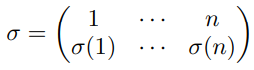 σ = ( 1 ⋯ n
σ(1) ⋯ σ(n) )